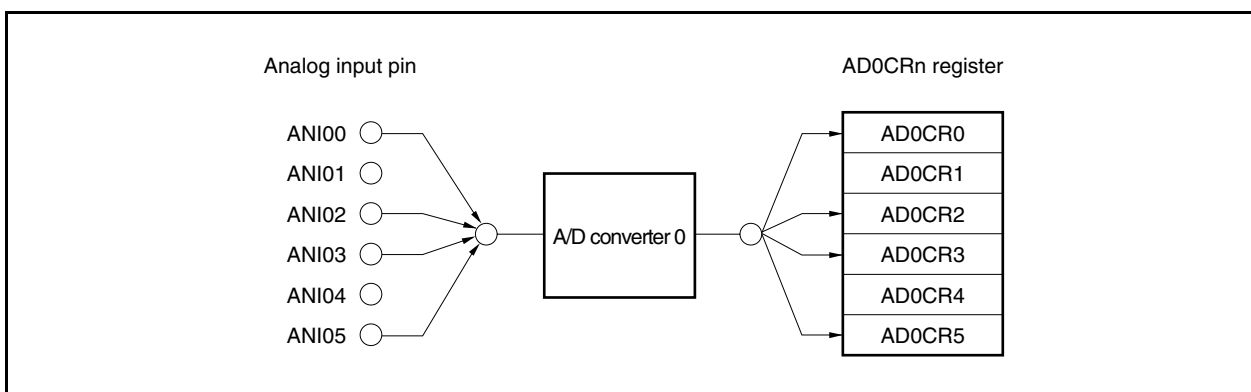 Analog input pin
AD0CRn register
ANI00
ANI01
ANI02
ANI03
ANI04
ANI05
A/D converter 0
AD0CR0
AD0CR1
AD0CR2
AD0CR3
AD0CR4
AD0CR5